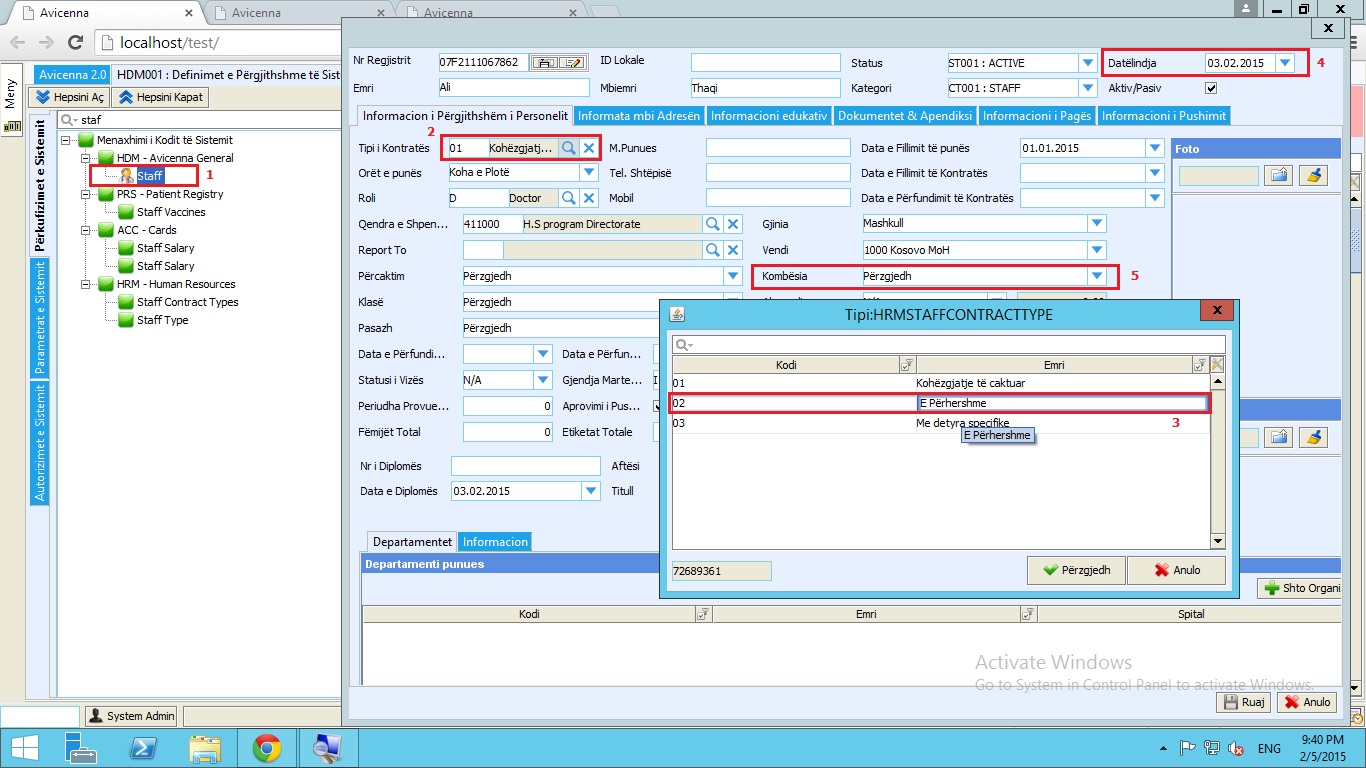 Avicenna
Avicenna
Avicenna
localhost/test/
Meny
Avicenna 2.0
HDM001 : Definimet e Përgjithshme të Sist
Hepsini Aç
Hepsini Kapat
Përkufizimet e Sistemit
Parametrat e Sistemit
Autorizimet e Sistemit
staf
Menaxhimi i Kodit të Sistemit
HDM - Avicenna General
Staff
1
PRS - Patient Registry
Staff Vaccines
ACC - Cards
Staff Salary
Staff Salary
HRM - Human Resources
Staff Contract Types
Staff Type
System Admin
X
Nr Regjistrit 07F2111067862 ID Lokale Status ST001 : ACTIVE Datëlindja 03.02.2015 4
Emri Ali Mbiemri Thaqi Kategori CT001 : STAFF Aktiv/Pasiv
Informacion i Përgjithshëm i Personelit Informata mbi Adresën Informacioni edukativ Dokumentet & Apendiksi Informacioni i Pagës Informacioni i Pushimit
2
Tipi i Kontratës 01 Kohëzgjatj... M.Punues Data e Fillimit të punës 01.01.2015 Foto
Orët e punës Koha e Plotë Tel. Shtëpisë Data e Fillimit të Kontratës
Roli D Doctor Mobil Data e Përfundimit të Kontratës
Qendra e Shpen... 411000 H.S program Directorate Gjinia Mashkull
Report To Vendi 1000 Kosovo MoH
Përcaktim Përzgjedh Kombësia Përzgjedh 5
Klasë Përzgjedh
Pasazh Përzgjedh
Data e Përfundi... Data e Përfun...
Statusi i Vizës N/A Gjendja Marte...
Periudha Provue... 0 Aprovimi i Pus...
Fëmijët Total 0 Etiketat Totale
Nr i Diplomës Aftësi
Data e Diplomës 03.02.2015 Titull
Departamentet Informacion
Departamenti punues
Shto Organi
Kodi Emri Spital
Tipi:HRMSTAFFCONTRACTTYPE
X
Kodi Emri
01 Kohëzgjatje të caktuar
02 E Përhershme
03 Me detyra specifike 3
E Përhershme
72689361 Përzgjedh Anulo
Activate Windows
Go to System in Control Panel to activate Windows.
Ruaj Anulo
ENG
9:40 PM
2/5/2015